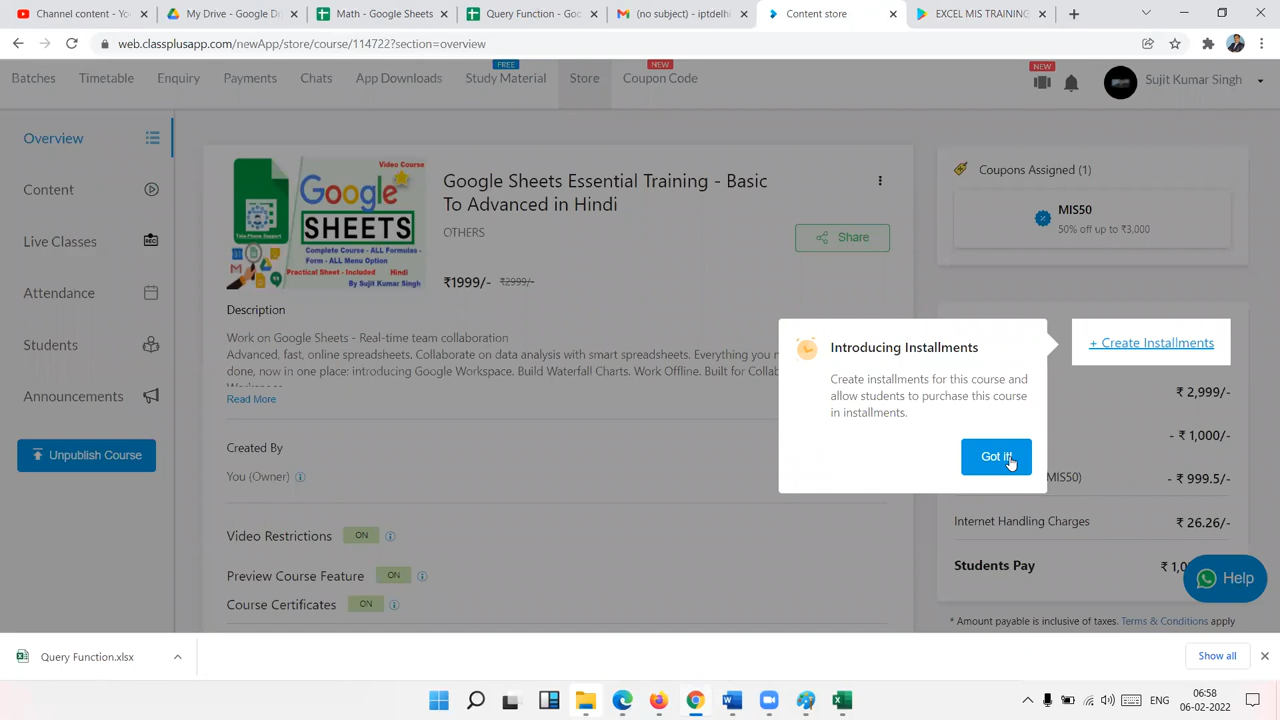 Channel content - Yo
My Drive - Google D
Math - Google Sheets
Query Function - Goo
(no subject) - iptdelhi
Content store
EXCEL MIS TRAINING
web.classplusapp.com/newApp/store/course/114722?section=overview
Batches
Timetable
Enquiry
Payments
Chats
App Downloads
FREE
Study Material
Store
NEW
Coupon Code
NEW
Sujit Kumar Singh
Overview
Content
Live Classes
Attendance
Students
Announcements
Unpublish Course
Video Course
Google
SHEETS
Complete Course - ALL Formulas -
Form - ALL Menu Option
Practical Sheet - Included Hindi
By Sujit Kumar Singh
Google Sheets Essential Training - Basic
To Advanced in Hindi
OTHERS
Share
₹1999/- ₹2999/-
Description
Work on Google Sheets - Real-time team collaboration
Advanced, fast, online spreadsheets. Collaborate on data analysis with smart spreadsheets. Everything you n
done, now in one place: introducing Google Workspace. Build Waterfall Charts. Work Offline. Built for Collab
Read More
Created By
You (Owner)
Video Restrictions ON
Preview Course Feature ON
Course Certificates ON
Coupons Assigned (1)
MIS50
50% off up to ₹3,000
Introducing Installments
Create installments for this course and
allow students to purchase this course
in installments.
Got it!
+ Create Installments
₹ 2,999/-
- ₹ 1,000/-
MIS50) - ₹ 999.5/-
Internet Handling Charges ₹ 26.26/-
Students Pay ₹ 1,0
Help
* Amount payable is inclusive of taxes. Terms & Conditions apply
Query Function.xlsx
Show all
ENG
06:58
06-02-2022